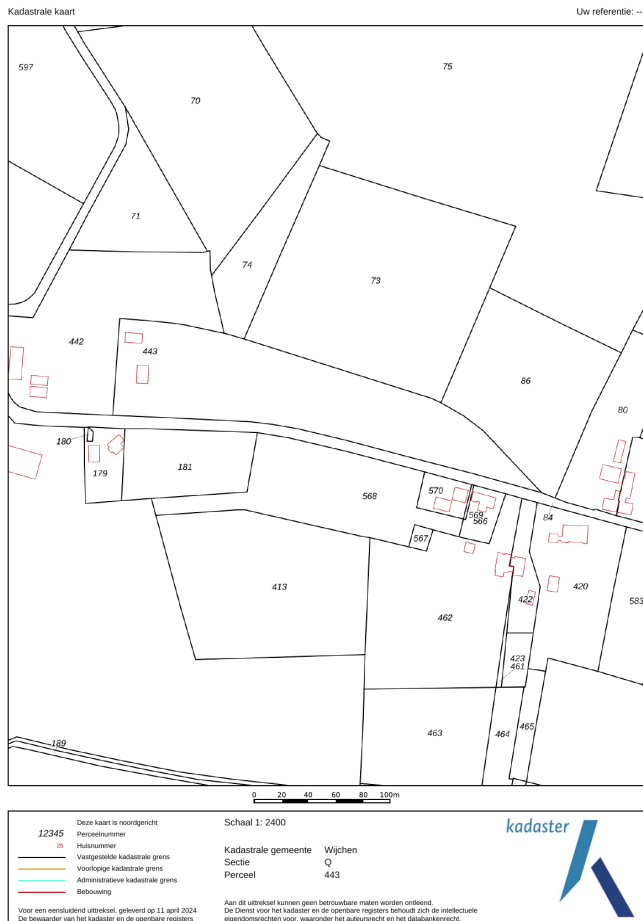 Kadastrale kaart
Uw referentie: --
597
70
75
71
74
73
442
443
86
80
180
179
181
568
570
569
566
567
84
422
420
583
413
462
423
461
463
464
465
189
0 20 40 60 80 100m
Deze kaart is noordgericht
12345 Perceelnummer
25 Huisnummer
Vastgestelde kadastrale grens
Voorlopige kadastrale grens
Administratieve kadastrale grens
Bebouwing
Voor een eensluidend uittreksel, geleverd op 11 april 2024
De bewaarder van het kadaster en de openbare registers
Schaal 1: 2400
Kadastrale gemeente Wijchen
Sectie Q
Perceel 443
Aan dit uittreksel kunnen geen betrouwbare maten worden ontleend.
De Dienst voor het kadaster en de openbare registers behoudt zich de intellectuele
eigendomsrechten voor, waaronder het auteursrecht en het databankenrecht.
kadaster